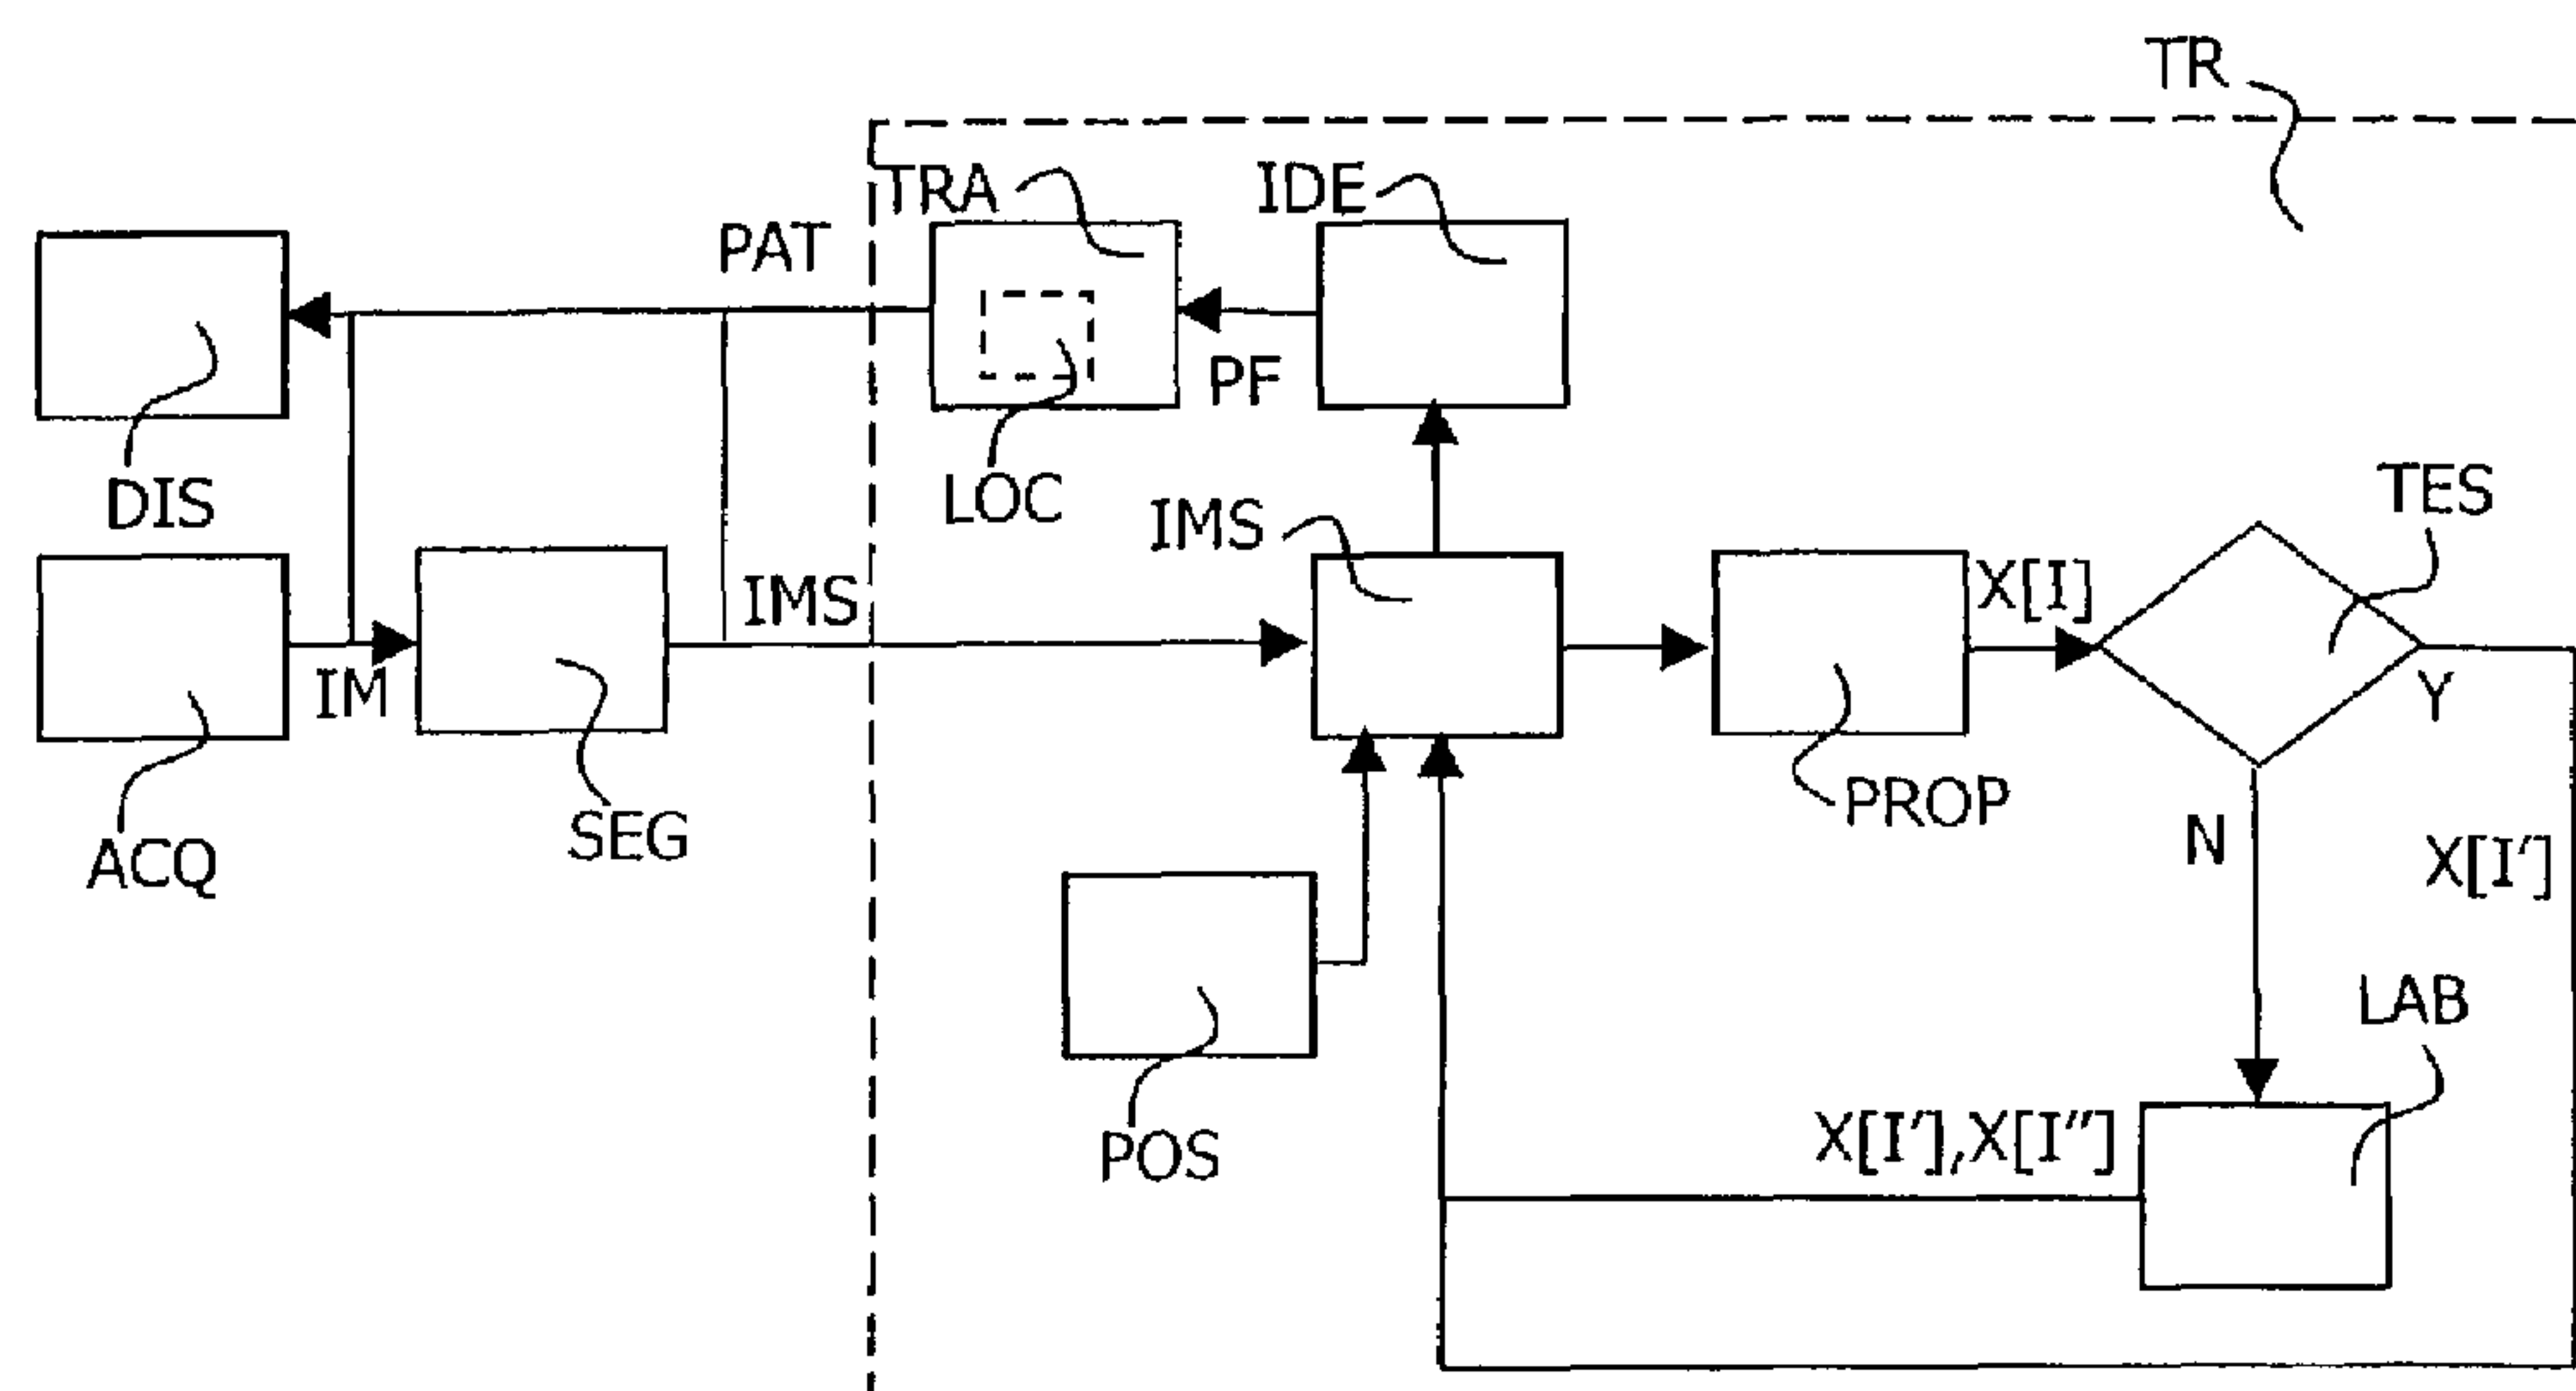 TR
TRA
IDE
PAT
PF
DIS
LOC
IMS
TES
IMS
X[I]
IM
Y
SEG
PROP
N
X[I']
ACQ
LAB
X[I'],X[I'']
POS